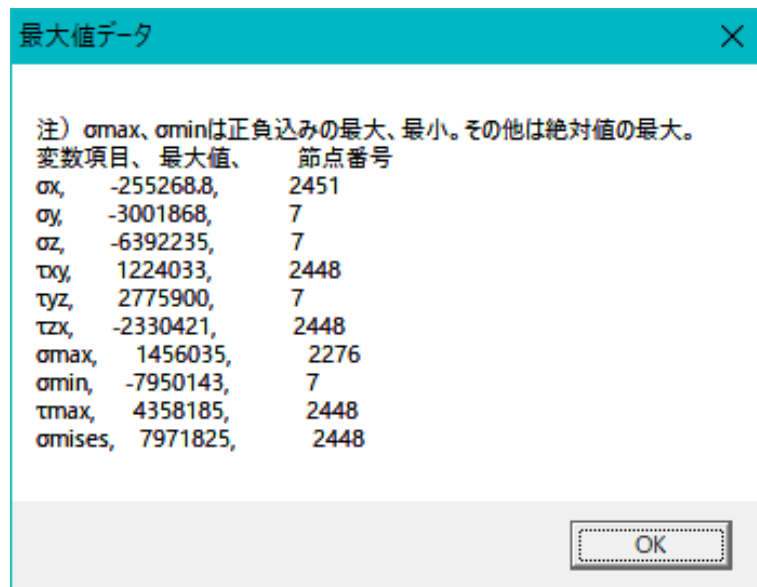 最大値データ
注）σmax、σminは正負込みの最大、最小。その他は絶対値の最大。
変数項目、 最大値、 節点番号
σx, -255268.8, 2451
σy, -3001868, 7
σz, -6392235, 7
τxy, 1224033, 2448
τyz, 2775900, 7
τzx, -2330421, 2448
σmax, 1456035, 2276
σmin, -7950143, 7
τmax, 4358185, 2448
σmises, 7971825, 2448
OK